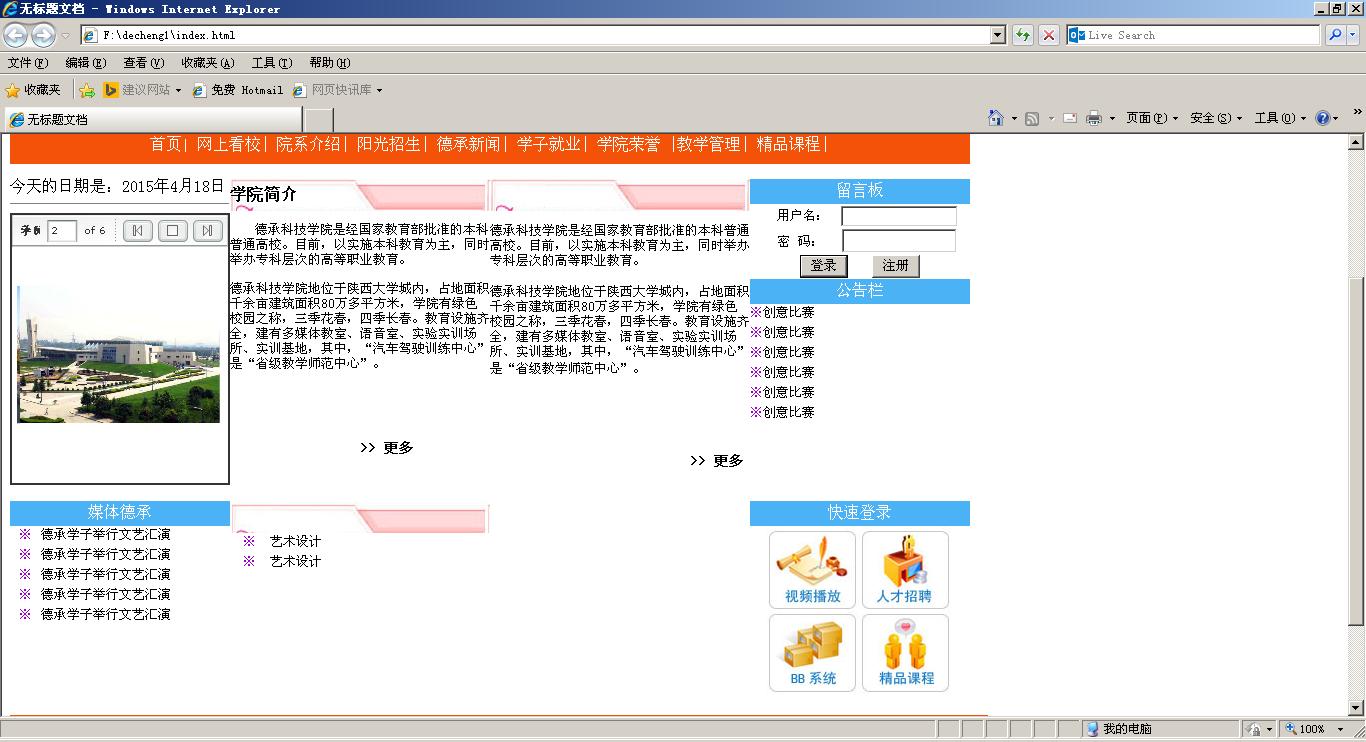 无标题文档 - Windows Internet Explorer
F:\decheng1\index.html
Live Search
文件(F) 编辑(E) 查看(V) 收藏夹(A) 工具(T) 帮助(H)
收藏夹 建议网站 免费 Hotmail 网页快讯库
无标题文档
页面(P) 安全(S) 工具(O)
首页| 网上看校| 院系介绍| 阳光招生| 德承新闻| 学子就业| 学院荣誉 |教学管理| 精品课程|
今天的日期是：2015年4月18日
2 of 6
学院简介
德承科技学院是经国家教育部批准的本科
普通高校。目前，以实施本科教育为主，同时
举办专科层次的高等职业教育。
德承科技学院地位于陕西大学城内，占地面积
千余亩建筑面积80万多平方米，学院有绿色
校园之称，三季花春，四季长春。教育设施齐
全，建有多媒体教室、语音室、实验实训场
所、实训基地，其中，“汽车驾驶训练中心”
是“省级教学师范中心”。
>> 更多
德承科技学院是经国家教育部批准的本科普通
高校。目前，以实施本科教育为主，同时举办
专科层次的高等职业教育。
德承科技学院地位于陕西大学城内，占地面积
千余亩建筑面积80万多平方米，学院有绿色
校园之称，三季花春，四季长春。教育设施齐
全，建有多媒体教室、语音室、实验实训场
所、实训基地，其中，“汽车驾驶训练中心”
是“省级教学师范中心”。
>> 更多
留言板
用户名：
密 码：
登录 注册
公告栏
※创意比赛
※创意比赛
※创意比赛
※创意比赛
※创意比赛
※创意比赛
媒体德承
※ 德承学子举行文艺汇演
※ 德承学子举行文艺汇演
※ 德承学子举行文艺汇演
※ 德承学子举行文艺汇演
※ 德承学子举行文艺汇演
※ 艺术设计
※ 艺术设计
快速登录
视频播放 人才招聘
BB 系统 精品课程
我的电脑 100%